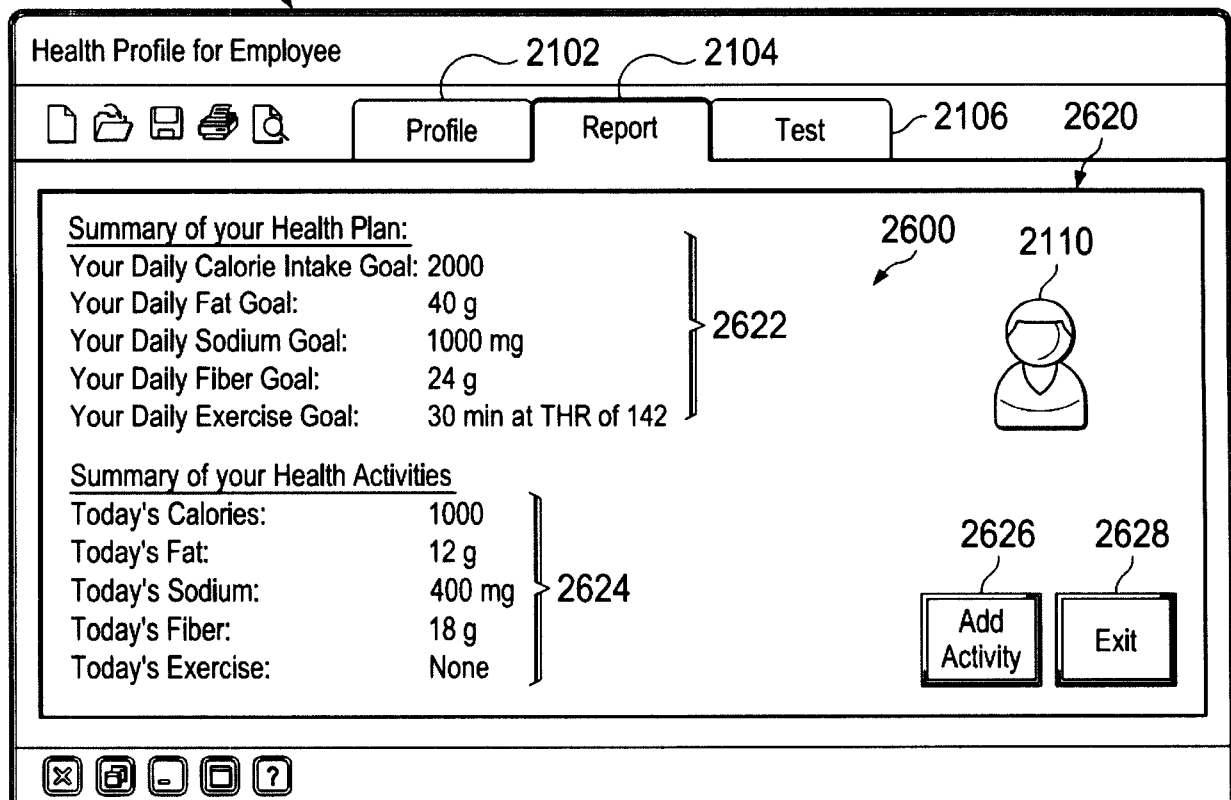 Health Profile for Employee 2102 2104
Profile Report Test 2106 2620
Summary of your Health Plan: 2600 2110
Your Daily Calorie Intake Goal: 2000
Your Daily Fat Goal: 40 g
Your Daily Sodium Goal: 1000 mg 2622
Your Daily Fiber Goal: 24 g
Your Daily Exercise Goal: 30 min at THR of 142
Summary of your Health Activities
Today's Calories: 1000
Today's Fat: 12 g 2626 2628
Today's Sodium: 400 mg 2624
Today's Fiber: 18 g
Today's Exercise: None
Add
Activity
Exit
?